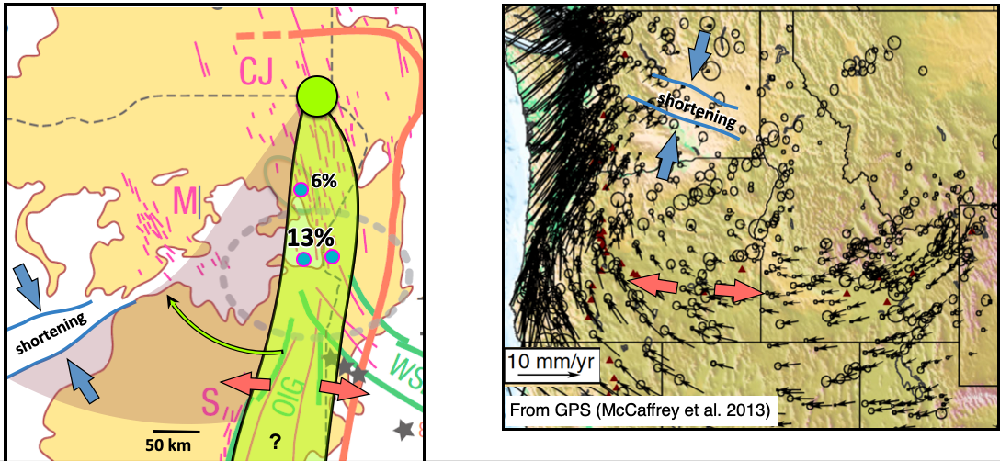 CJ
6%
M
13%
shortening
WS
S
OIG
50 km
?
shortening
10 mm/yr
From GPS (McCaffrey et al. 2013)